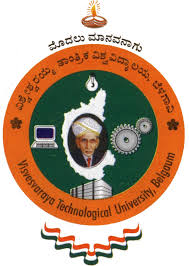 ಮೊದಲು ಮಾನವನಾಗು
ವಿಶ್ವೇಶ್ವರಯ್ಯ ತಾಂತ್ರಿಕ ವಿಶ್ವವಿದ್ಯಾಲಯ, ಬೆಳಗಾವಿ
Visvesvaraya Technological University, Belgaum